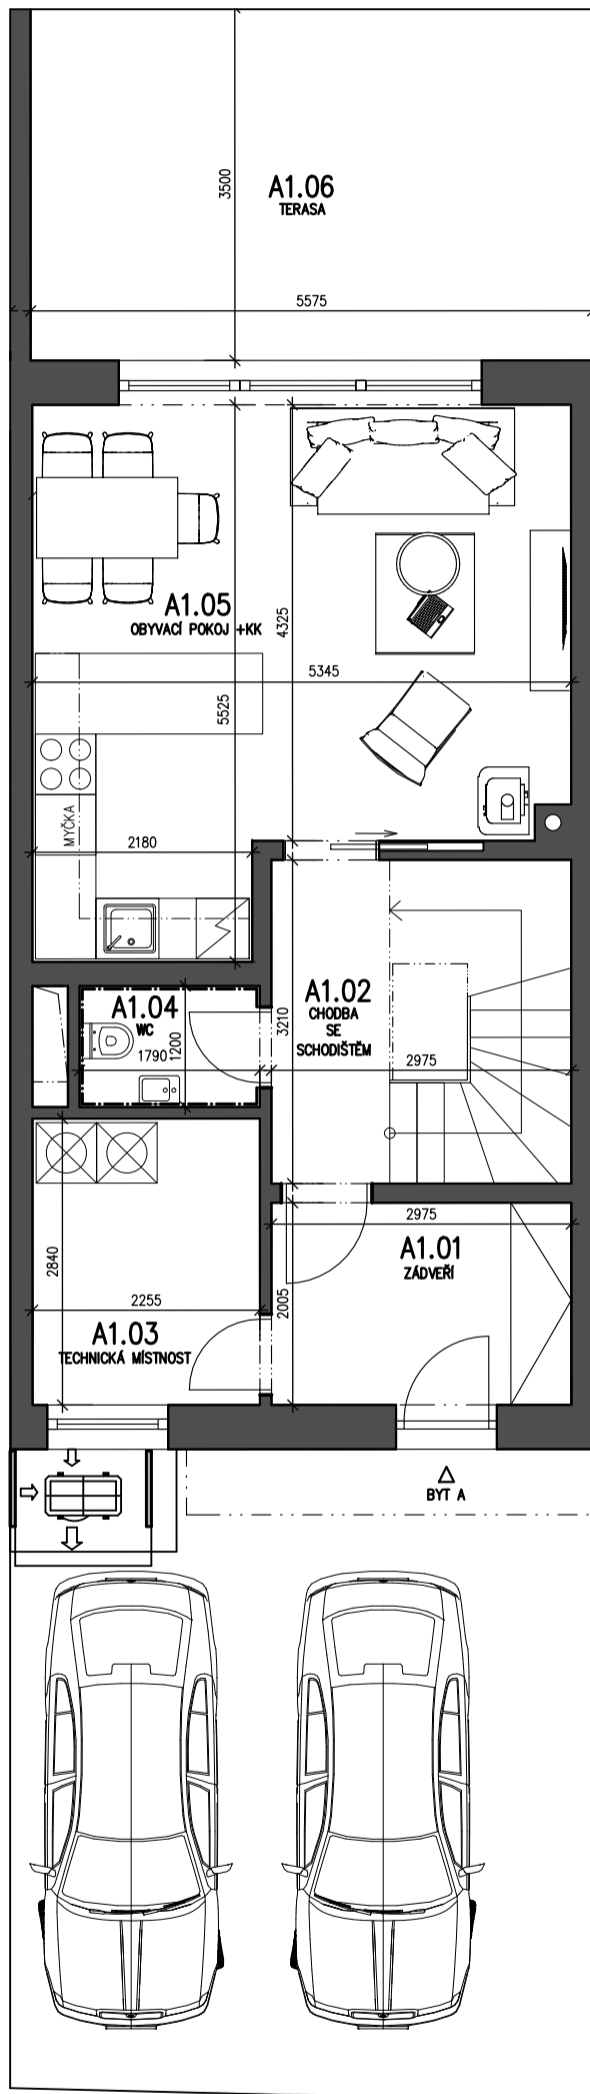 3500
A1.06
TERASA
5575
A1.05
OBYVACÍ POKOJ +KK
4325
5345
5525
MYČKA
2180
A1.04
WC
1790
1200
A1.02
CHODBA
SE
SCHODIŠTĚM
3210
2975
2975
A1.01
ZÁDVEŘÍ
2840
2005
2255
A1.03
TECHNICKÁ MÍSTNOST
BYT A